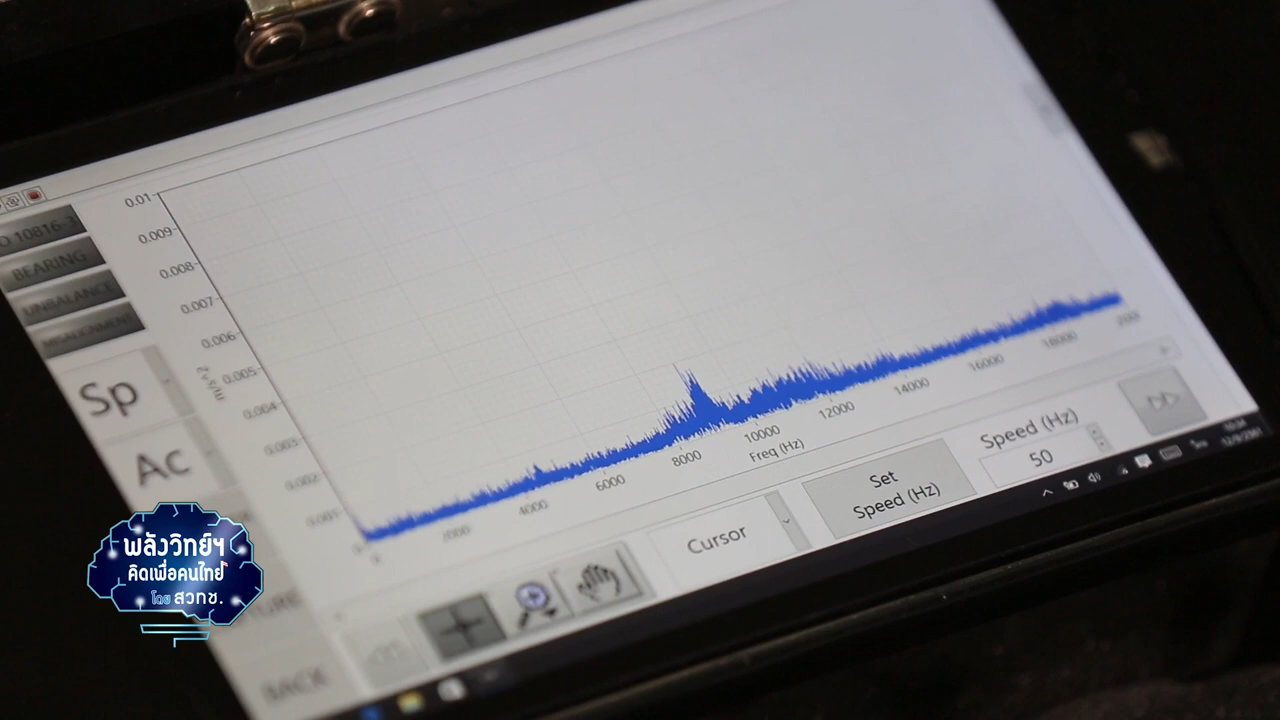 0.01
0.009
0.008
0.007
0.006
0.005
0.004
0.003
0.002
0.001
m/s^2
0
0
2000
4000
6000
8000
10000
12000
14000
16000
18000
Freq (Hz)
O 10816-3
BEARING
UNBALANCE
MISALIGNMENT
Sp
Ac
BACK
Cursor
Set
Speed (Hz)
Speed (Hz)
50
พลังวิทย์ฯ
คิดเพื่อคนไทย
โดย สวทช.